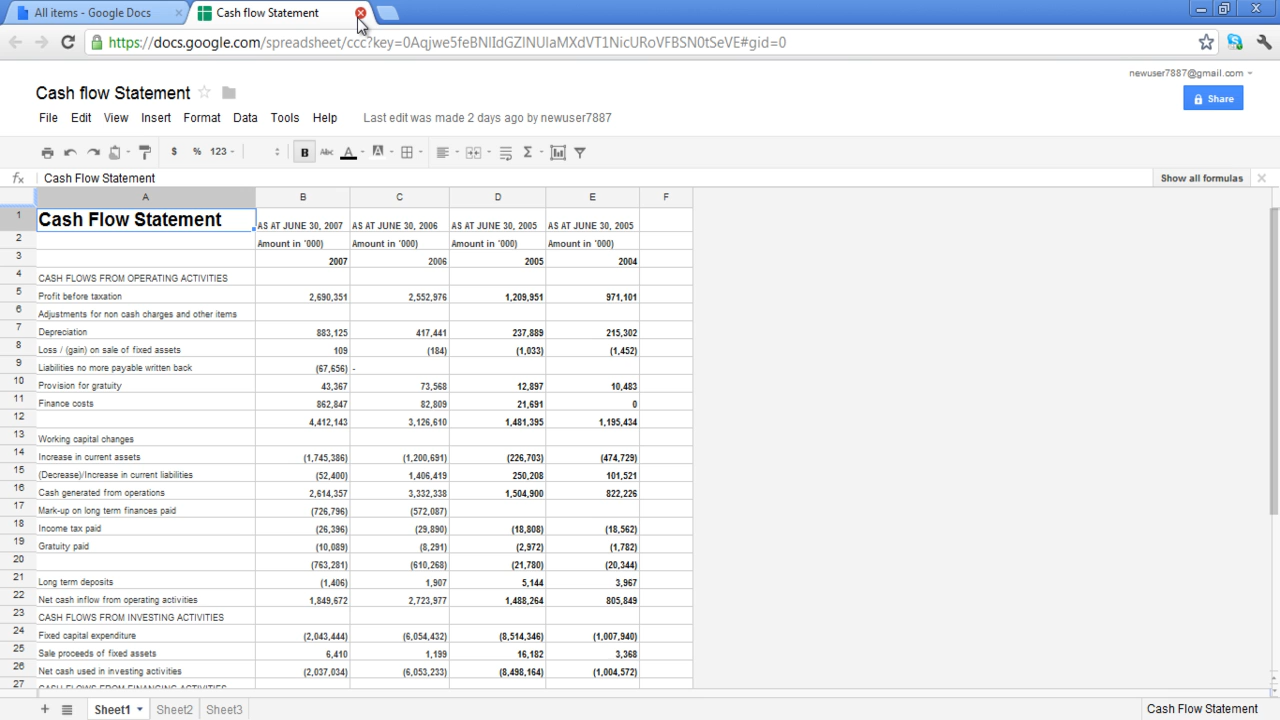 All items - Google Docs
Cash flow Statement
https://docs.google.com/spreadsheet/ccc?key=0Aqjwe5feBNlIdGZlNUlaMXdVT1NicURoVFBSN0tSeVE#gid=0
newuser7887@gmail.com
Cash flow Statement
Share
File Edit View Insert Format Data Tools Help Last edit was made 2 days ago by newuser7887
$ % 123 B Abc A A Σ
fx Cash Flow Statement Show all formulas
A B C D E F
1 Cash Flow Statement AS AT JUNE 30, 2007 AS AT JUNE 30, 2006 AS AT JUNE 30, 2005 AS AT JUNE 30, 2005
2 Amount in '000) Amount in '000) Amount in '000) Amount in '000)
3 2007 2006 2005 2004
4 CASH FLOWS FROM OPERATING ACTIVITIES
5 Profit before taxation 2,690,351 2,552,976 1,209,951 971,101
6 Adjustments for non cash charges and other items
7 Depreciation 883,125 417,441 237,889 215,302
8 Loss / (gain) on sale of fixed assets 109 (184) (1,033) (1,452)
9 Liabilities no more payable written back (67,656) -
10 Provision for gratuity 43,367 73,568 12,897 10,483
11 Finance costs 862,847 82,809 21,691 0
12 4,412,143 3,126,610 1,481,395 1,195,434
13 Working capital changes
14 Increase in current assets (1,745,386) (1,200,691) (226,703) (474,729)
15 (Decrease)/Increase in current liabilities (52,400) 1,406,419 250,208 101,521
16 Cash generated from operations 2,614,357 3,332,338 1,504,900 822,226
17 Mark-up on long term finances paid (726,796) (572,087)
18 Income tax paid (26,396) (29,890) (18,808) (18,562)
19 Gratuity paid (10,089) (8,291) (2,972) (1,782)
20 (763,281) (610,268) (21,780) (20,344)
21 Long term deposits (1,406) 1,907 5,144 3,967
22 Net cash inflow from operating activities 1,849,672 2,723,977 1,488,264 805,849
23 CASH FLOWS FROM INVESTING ACTIVITIES
24 Fixed capital expenditure (2,043,444) (6,054,432) (8,514,346) (1,007,940)
25 Sale proceeds of fixed assets 6,410 1,199 16,182 3,368
26 Net cash used in investing activities (2,037,034) (6,053,233) (8,498,164) (1,004,572)
27 CASH FLOWS FROM FINANCING ACTIVITIES
Sheet1 Sheet2 Sheet3 Cash Flow Statement